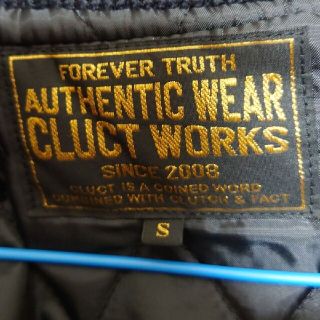 FOREVER TRUTH
AUTHENTIC WEAR
CLUCT WORKS
SINCE 2008
CLUCT IS A COINED WORD
COMBINED WITH CLUTCH & FACT
S